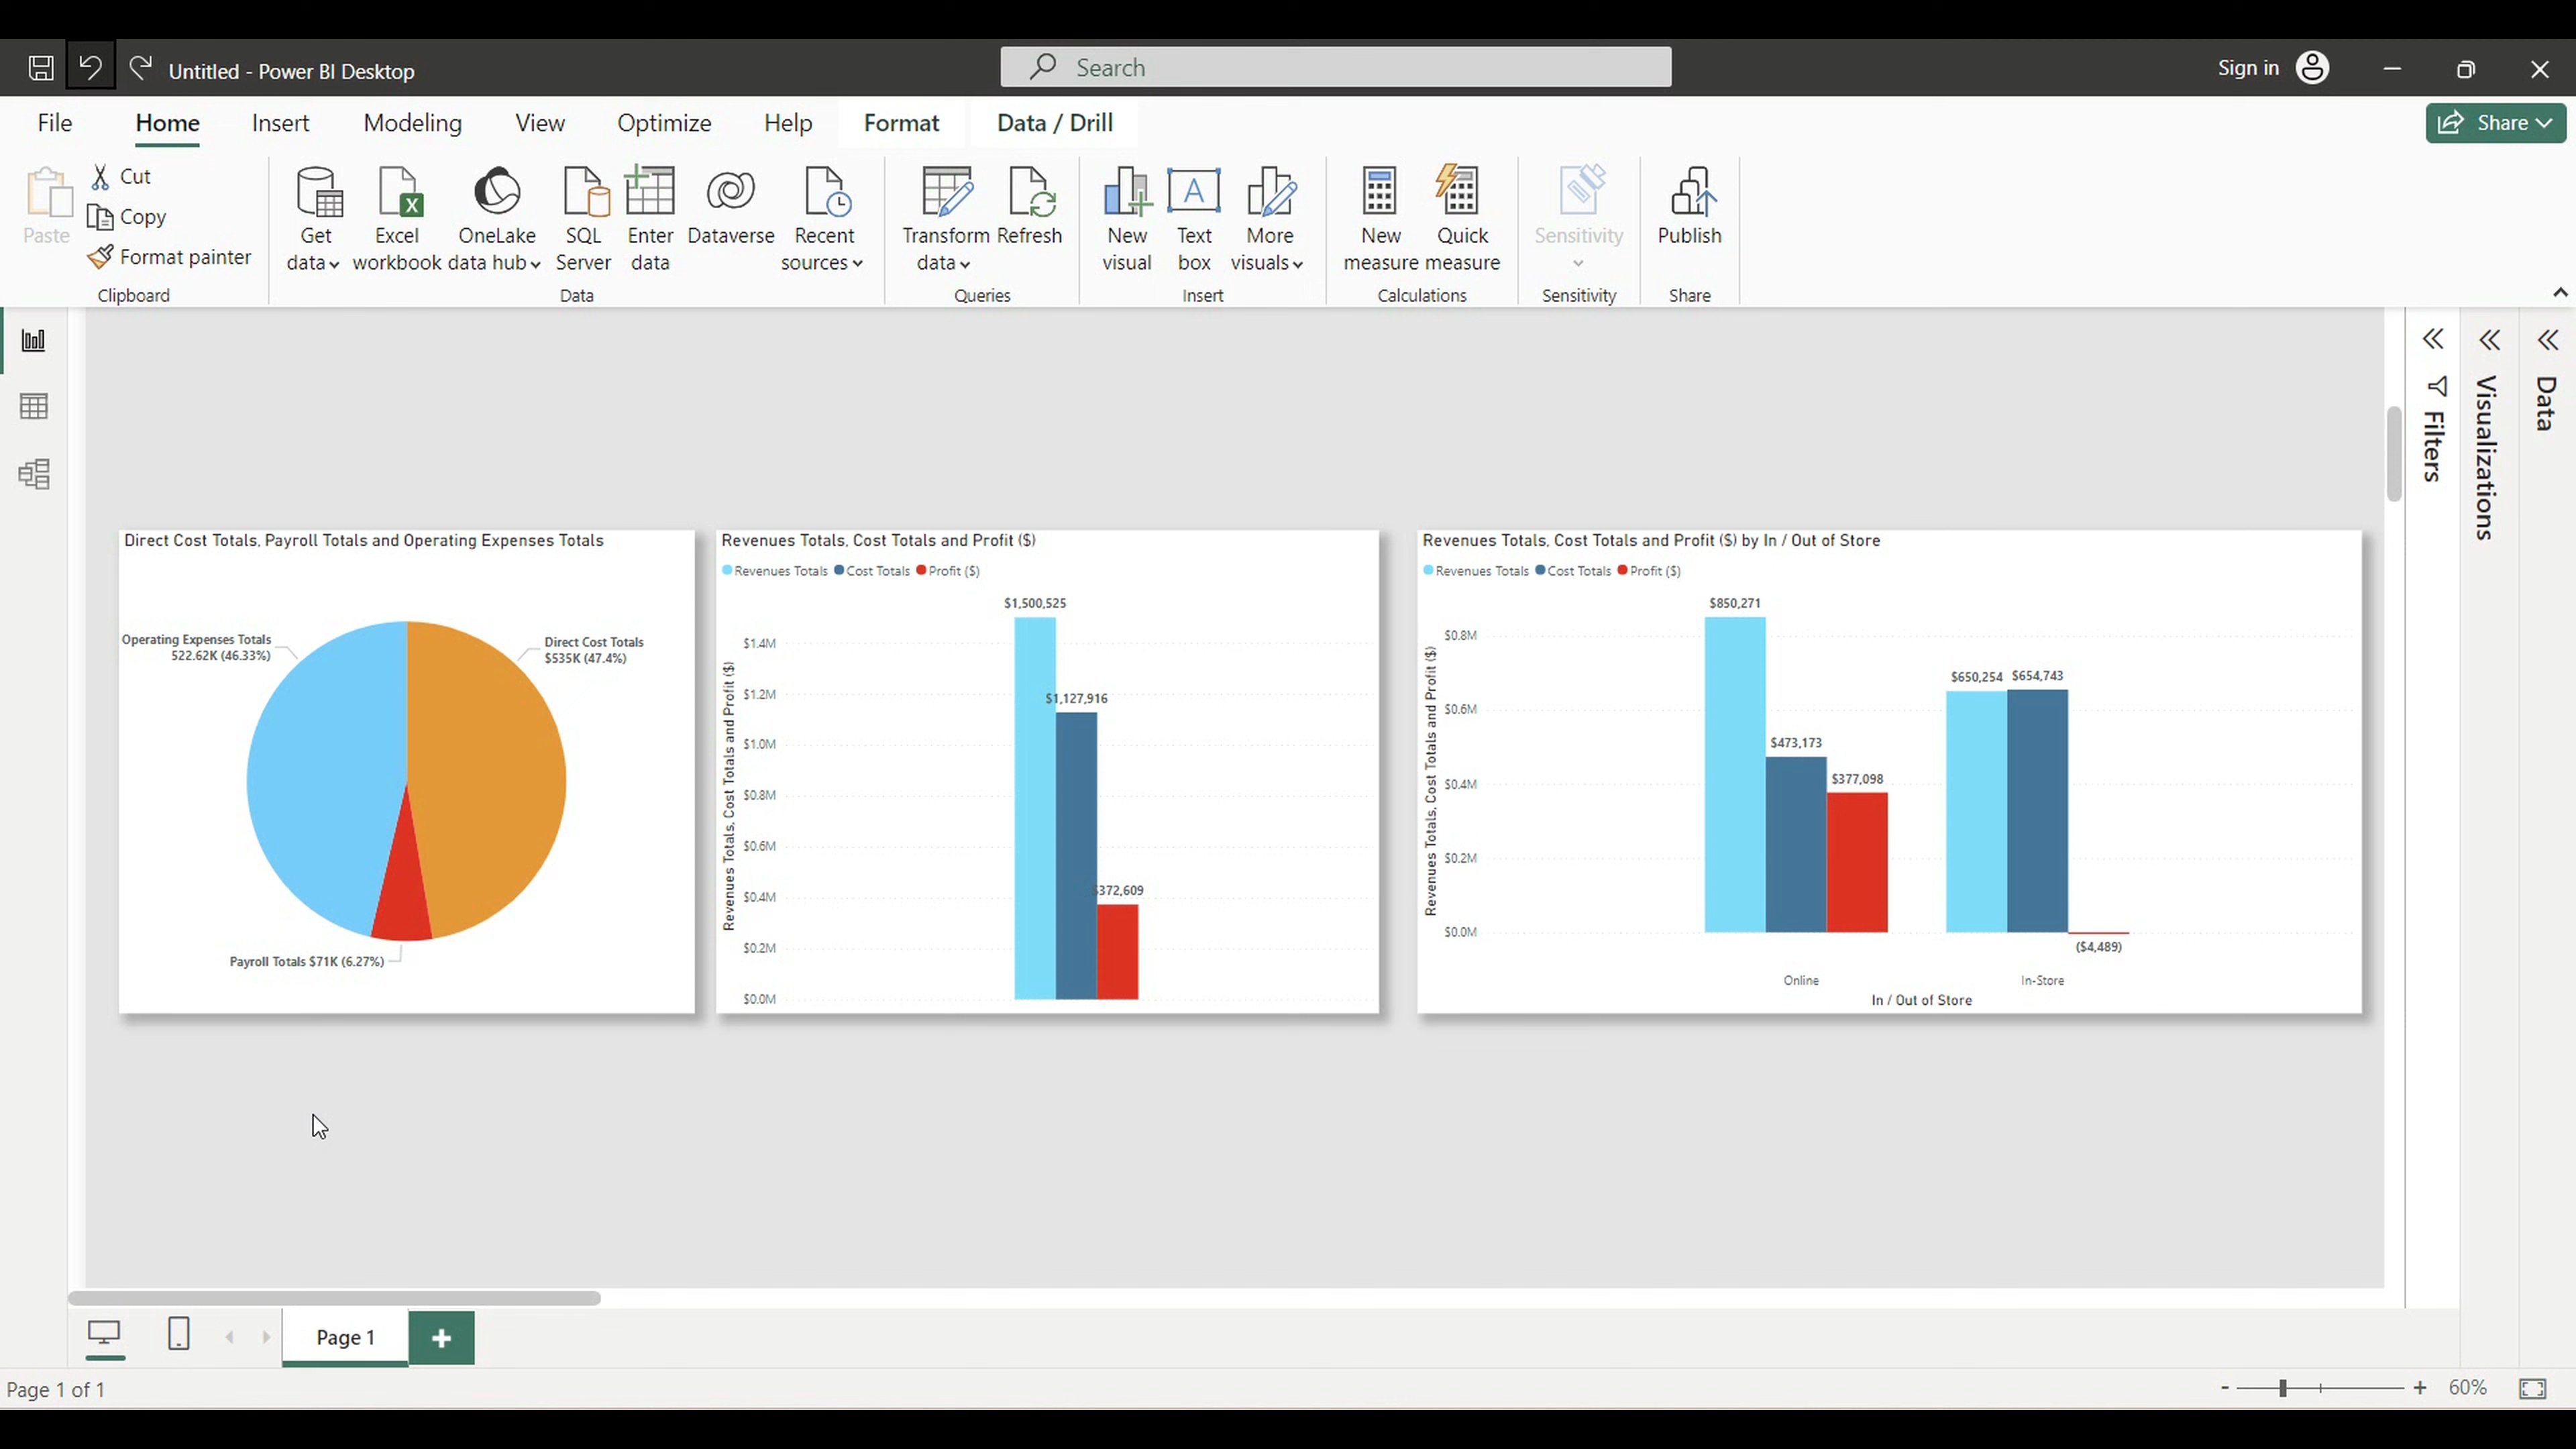 Untitled - Power BI Desktop
Search
Sign in
File
Home
Insert
Modeling
View
Optimize
Help
Format
Data / Drill
Share
Paste
Cut
Copy
Format painter
Clipboard
Get
data
Excel
workbook
OneLake
data hub
SQL
Server
Enter
data
Dataverse
Recent
sources
Data
Transform
data
Refresh
Queries
New
visual
A
Text
box
More
visuals
Insert
New
measure
Quick
measure
Calculations
Sensitivity
Sensitivity
Publish
Share
Filters
Visualizations
Data
Direct Cost Totals, Payroll Totals and Operating Expenses Totals
Operating Expenses Totals
522.62K (46.33%)
Direct Cost Totals
$535K (47.4%)
Payroll Totals $71K (6.27%)
Revenues Totals, Cost Totals and Profit ($)
Revenues Totals
Cost Totals
Profit ($)
Revenues Totals, Cost Totals and Profit ($)
$1.4M
$1.2M
$1.0M
$0.8M
$0.6M
$0.4M
$0.2M
$0.0M
$1,500,525
$1,127,916
$372,609
Revenues Totals, Cost Totals and Profit ($) by In / Out of Store
Revenues Totals
Cost Totals
Profit ($)
Revenues Totals, Cost Totals and Profit ($)
$0.8M
$0.6M
$0.4M
$0.2M
$0.0M
$850,271
$473,173
$377,098
$650,254
$654,743
($4,489)
Online
In-Store
In / Out of Store
Page 1
Page 1 of 1
60%